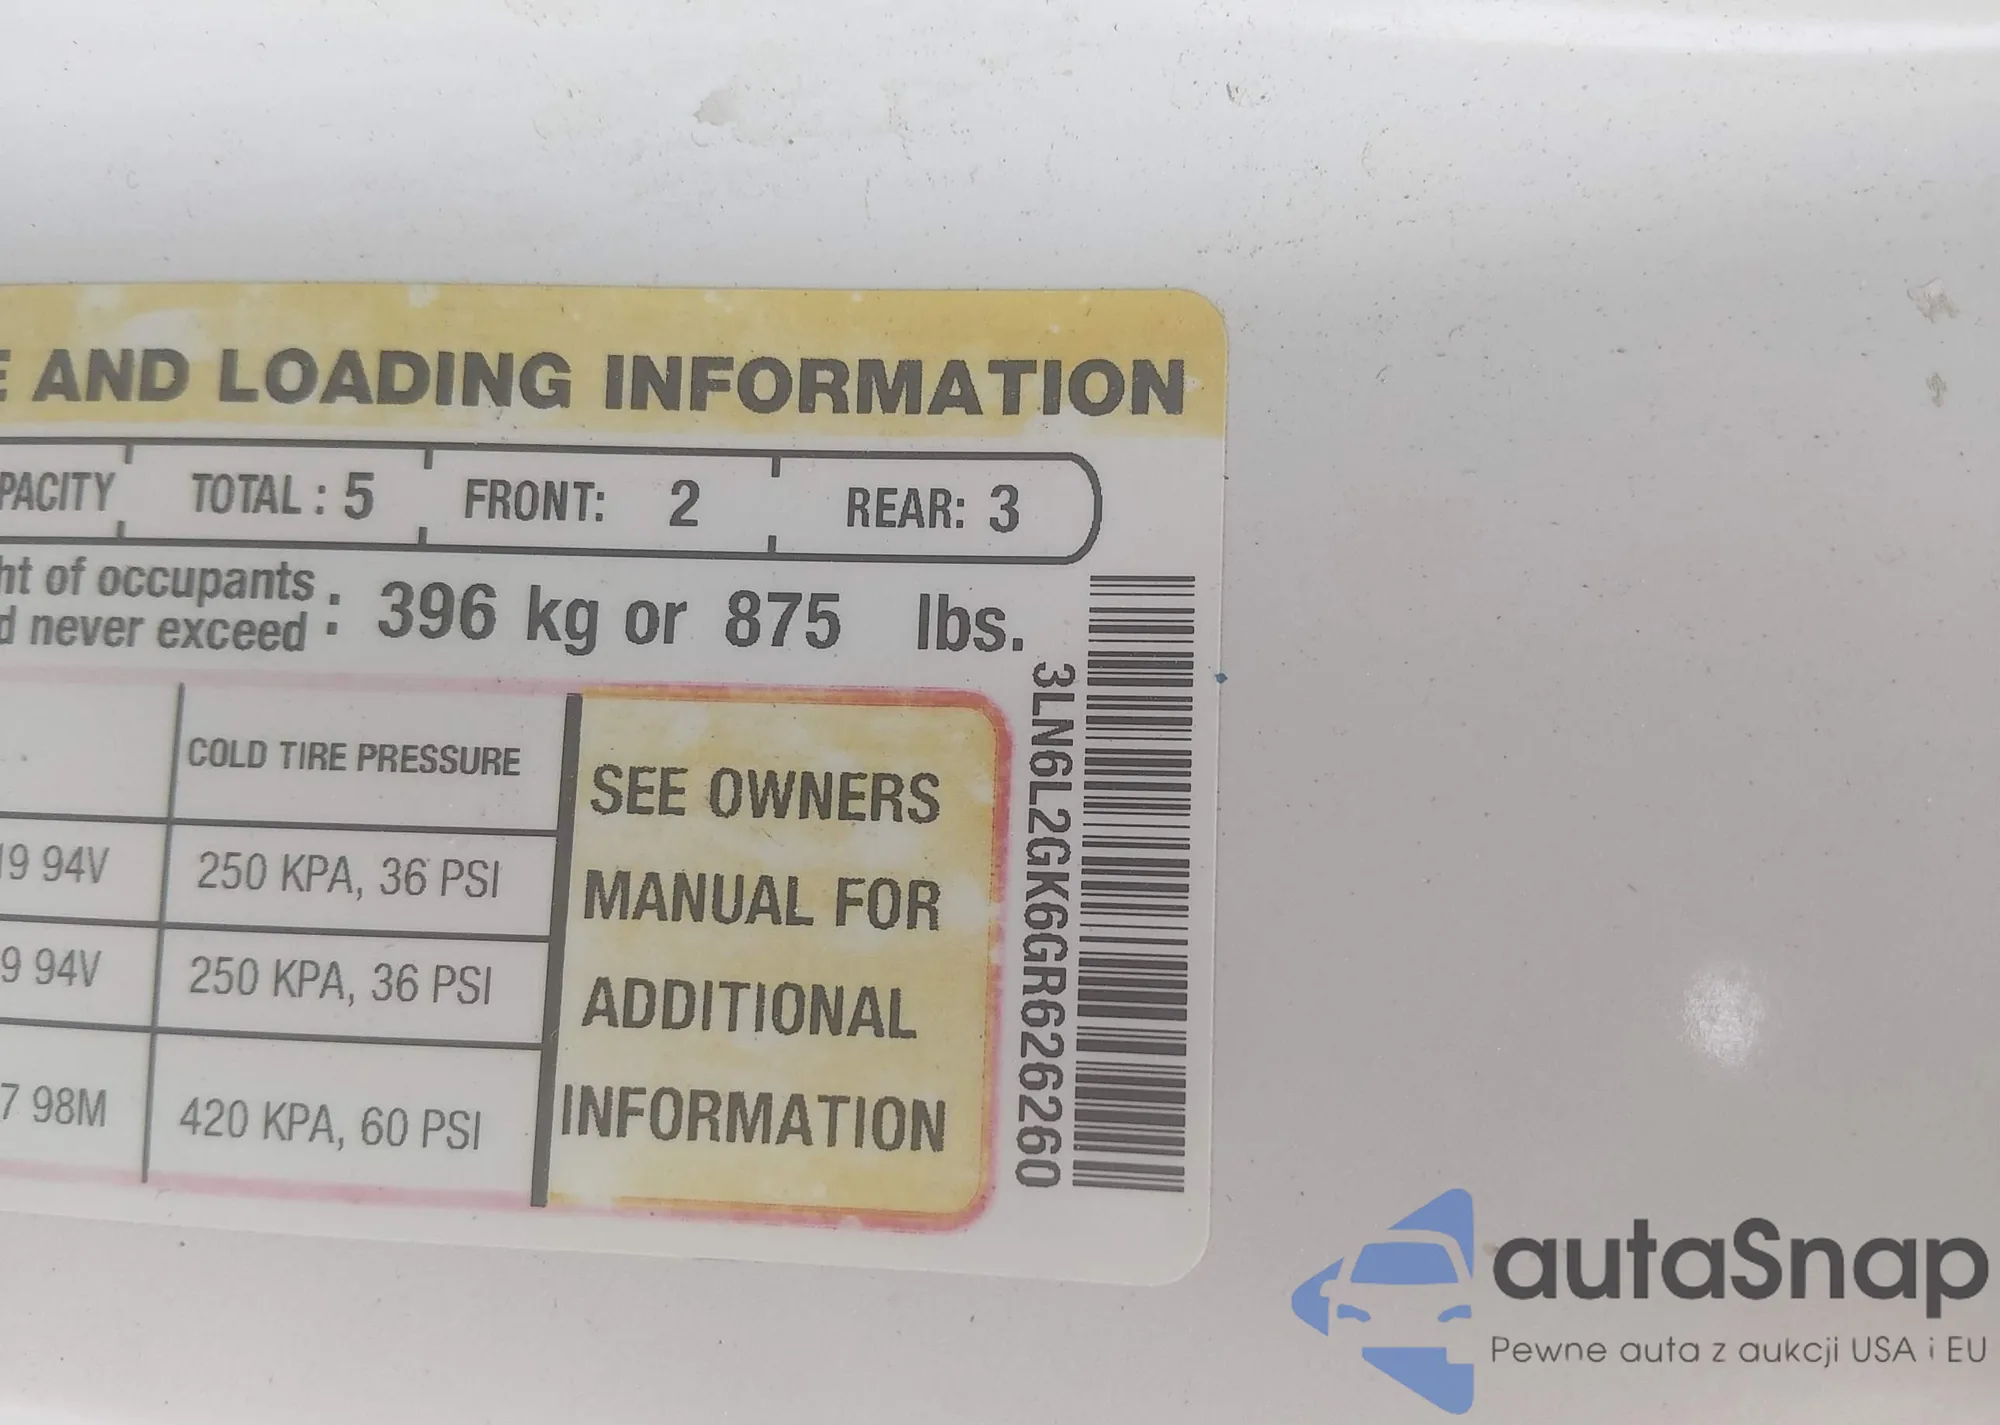 E AND LOADING INFORMATION
PACITY TOTAL : 5 FRONT: 2 REAR: 3
ht of occupants
d never exceed : 396 kg or 875 lbs.
COLD TIRE PRESSURE
19 94V 250 KPA, 36 PSI
9 94V 250 KPA, 36 PSI
7 98M 420 KPA, 60 PSI
SEE OWNERS
MANUAL FOR
ADDITIONAL
INFORMATION
3LN6L2GK6GR626260
autaSnap
Pewne auta z aukcji USA i EU